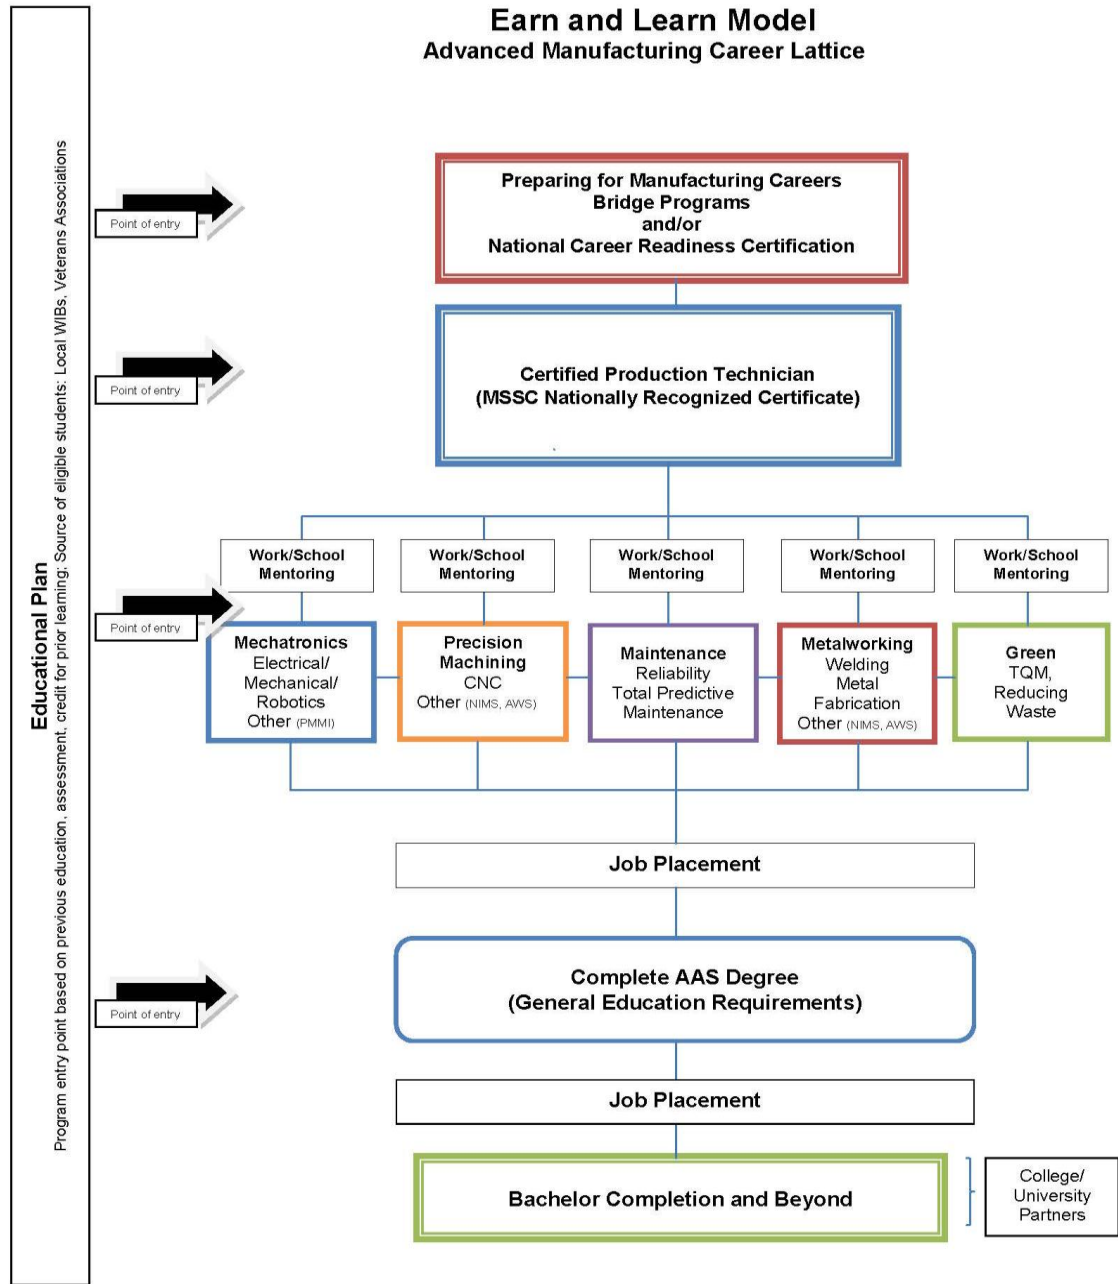 Earn and Learn Model
Advanced Manufacturing Career Lattice
Educational Plan
Program entry point based on previous education, assessment, credit for prior learning; Source of eligible students: Local WIBs, Veterans Associations
Point of entry
Preparing for Manufacturing Careers
Bridge Programs
and/or
National Career Readiness Certification
Point of entry
Certified Production Technician
(MSSC Nationally Recognized Certificate)
Point of entry
Work/School
Mentoring
Work/School
Mentoring
Work/School
Mentoring
Work/School
Mentoring
Work/School
Mentoring
Mechatronics
Electrical/
Mechanical/
Robotics
Other (PMMI)
Precision
Machining
CNC
Other (NIMS, AWS)
Maintenance
Reliability
Total Predictive
Maintenance
Metalworking
Welding
Metal
Fabrication
Other (NIMS, AWS)
Green
TQM,
Reducing
Waste
Job Placement
Point of entry
Complete AAS Degree
(General Education Requirements)
Job Placement
Bachelor Completion and Beyond
College/
University
Partners